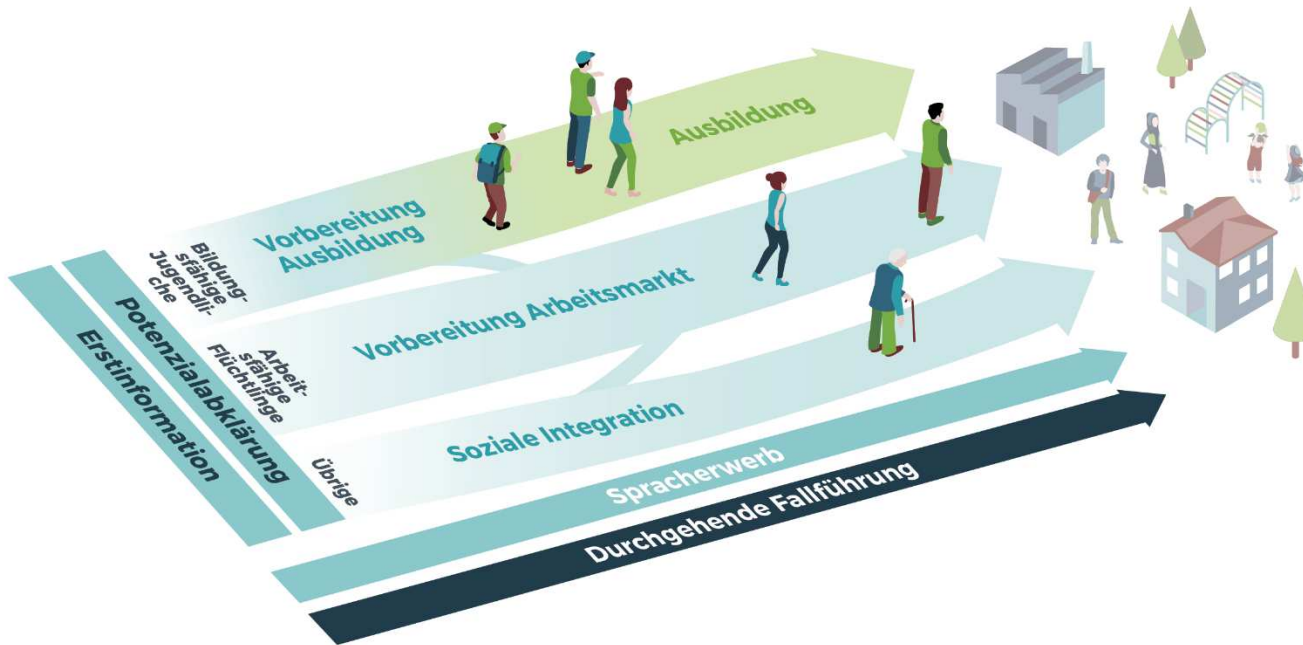 Erstinformation
Potenzialabklärung
Bildung-
sfähige
Jugendli-
che
Vorbereitung
Ausbildung
Ausbildung
Arbeit-
sfähige
Flüchtlinge
Vorbereitung Arbeitsmarkt
Übrige
Soziale Integration
Spracherwerb
Durchgehende Fallführung